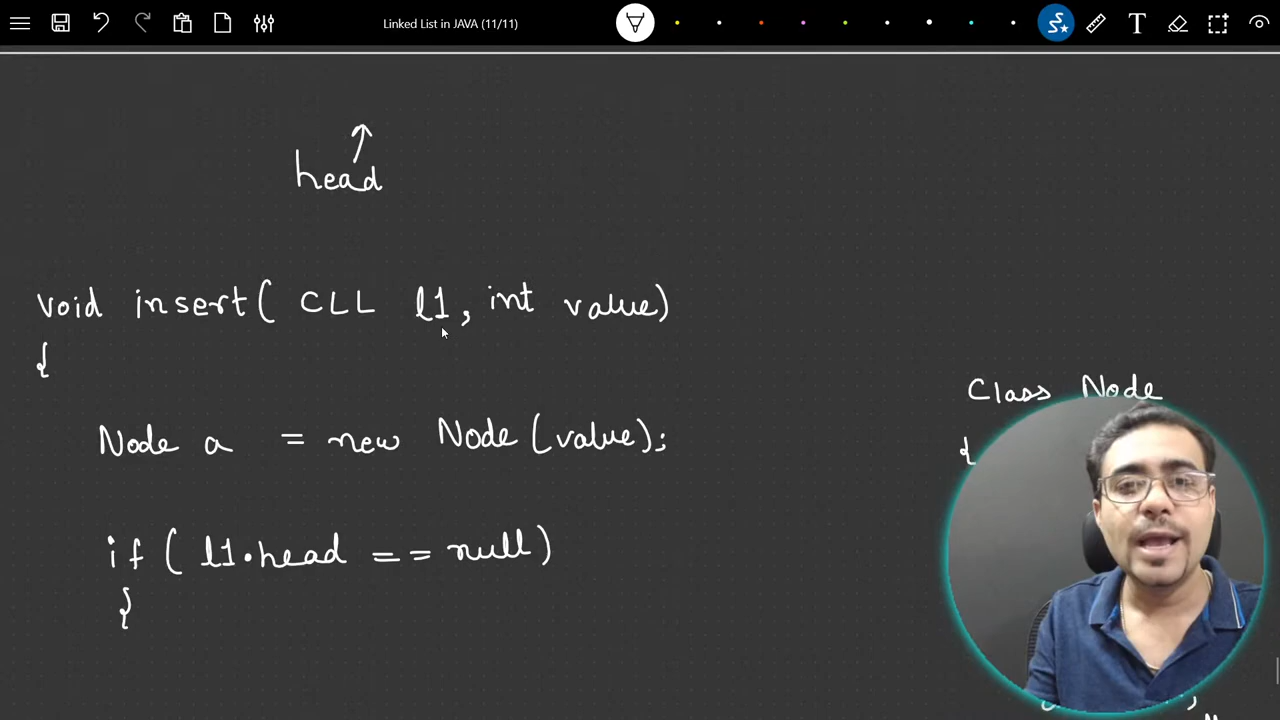 Linked List in JAVA (11/11)
T
head
void insert( CLL l1, int value)
{
Node a = new Node (value);
if ( l1.head == null)
{
Class Node
{